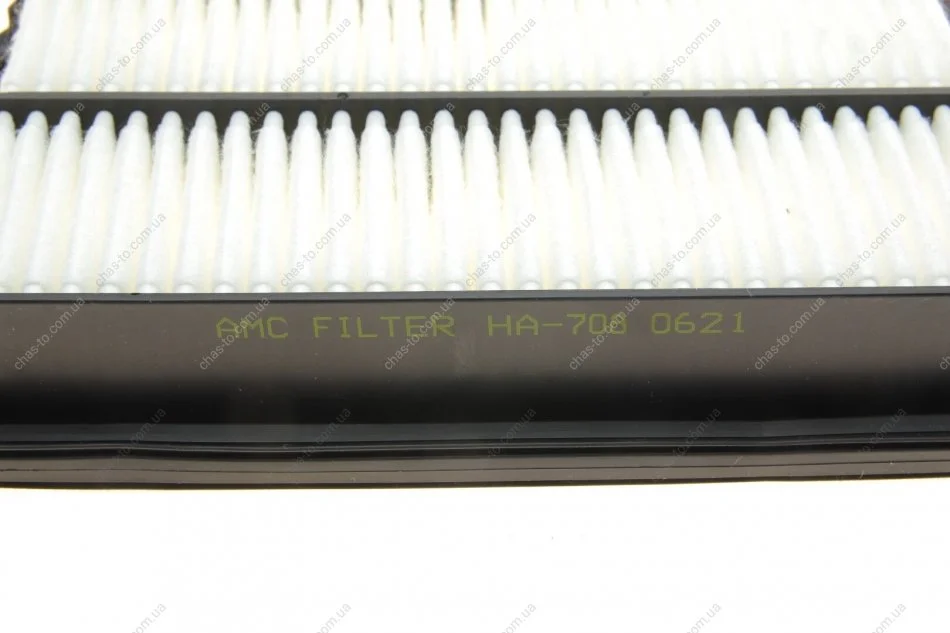 AMC FILTER HA-708 0621
chas-to.com.ua